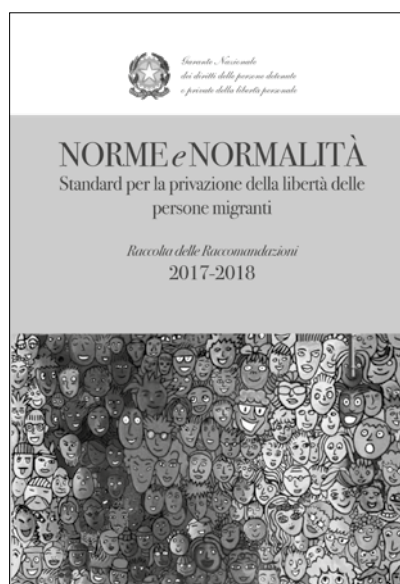 Garante Nazionale
dei diritti delle persone detenute
e private della libertà personale
NORME e NORMALITÀ
Standard per la privazione della libertà delle
persone migranti
Raccolta delle Raccomandazioni
2017-2018